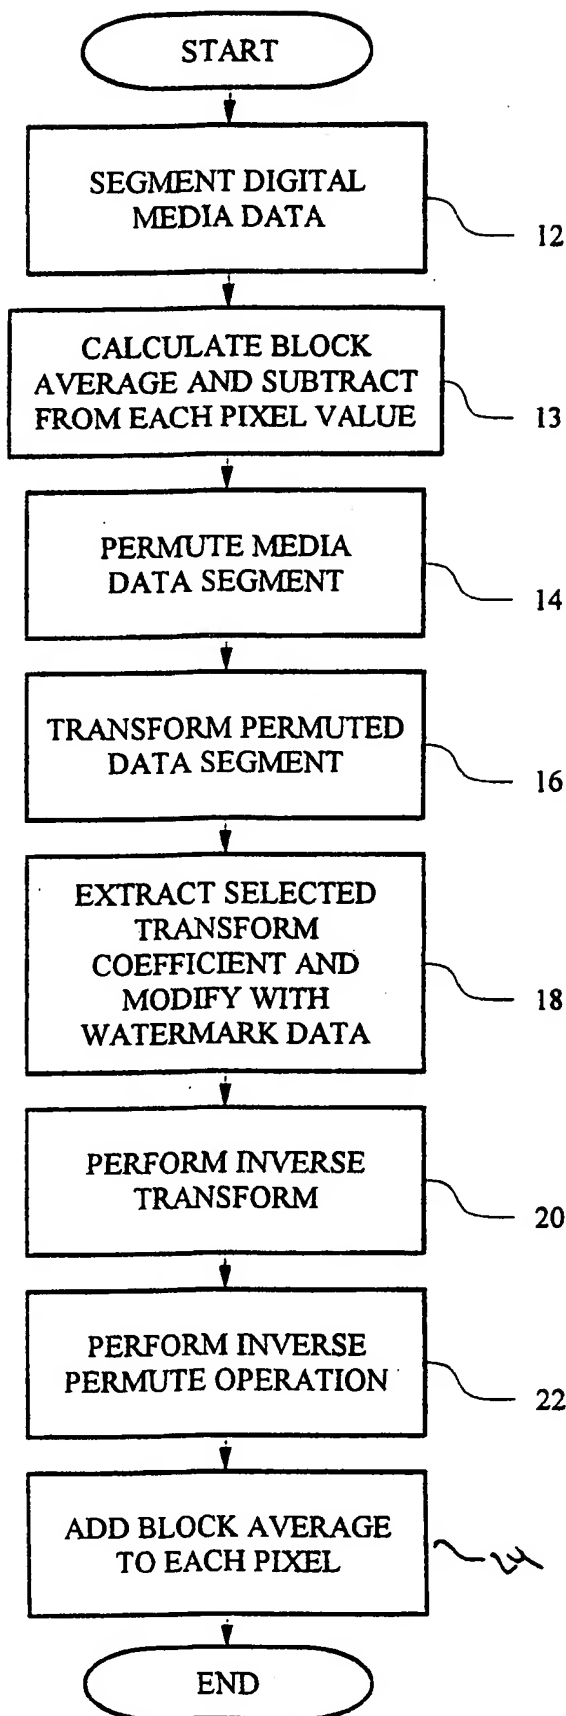 START
SEGMENT DIGITAL
MEDIA DATA
12
CALCULATE BLOCK
AVERAGE AND SUBTRACT
FROM EACH PIXEL VALUE
13
PERMUTE MEDIA
DATA SEGMENT
14
TRANSFORM PERMUTED
DATA SEGMENT
16
EXTRACT SELECTED
TRANSFORM
COEFFICIENT AND
MODIFY WITH
WATERMARK DATA
18
PERFORM INVERSE
TRANSFORM
20
PERFORM INVERSE
PERMUTE OPERATION
22
ADD BLOCK AVERAGE
TO EACH PIXEL
24
END